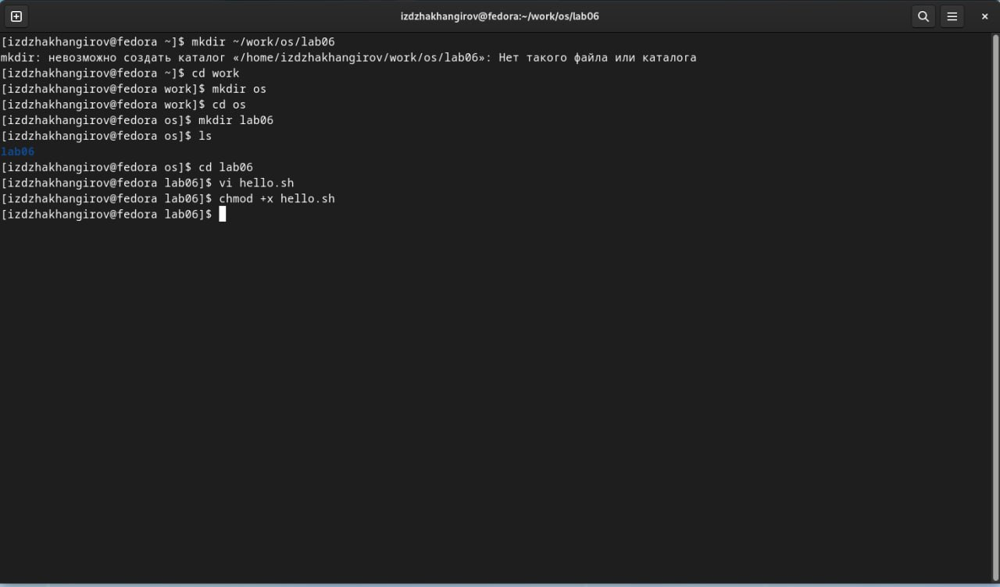 izdzhakhangirov@fedora:~/work/os/lab06
[izdzhakhangirov@fedora ~]$ mkdir ~/work/os/lab06
mkdir: невозможно создать каталог «/home/izdzhakhangirov/work/os/lab06»: Нет такого файла или каталога
[izdzhakhangirov@fedora ~]$ cd work
[izdzhakhangirov@fedora work]$ mkdir os
[izdzhakhangirov@fedora work]$ cd os
[izdzhakhangirov@fedora os]$ mkdir lab06
[izdzhakhangirov@fedora os]$ ls
lab06
[izdzhakhangirov@fedora os]$ cd lab06
[izdzhakhangirov@fedora lab06]$ vi hello.sh
[izdzhakhangirov@fedora lab06]$ chmod +x hello.sh
[izdzhakhangirov@fedora lab06]$